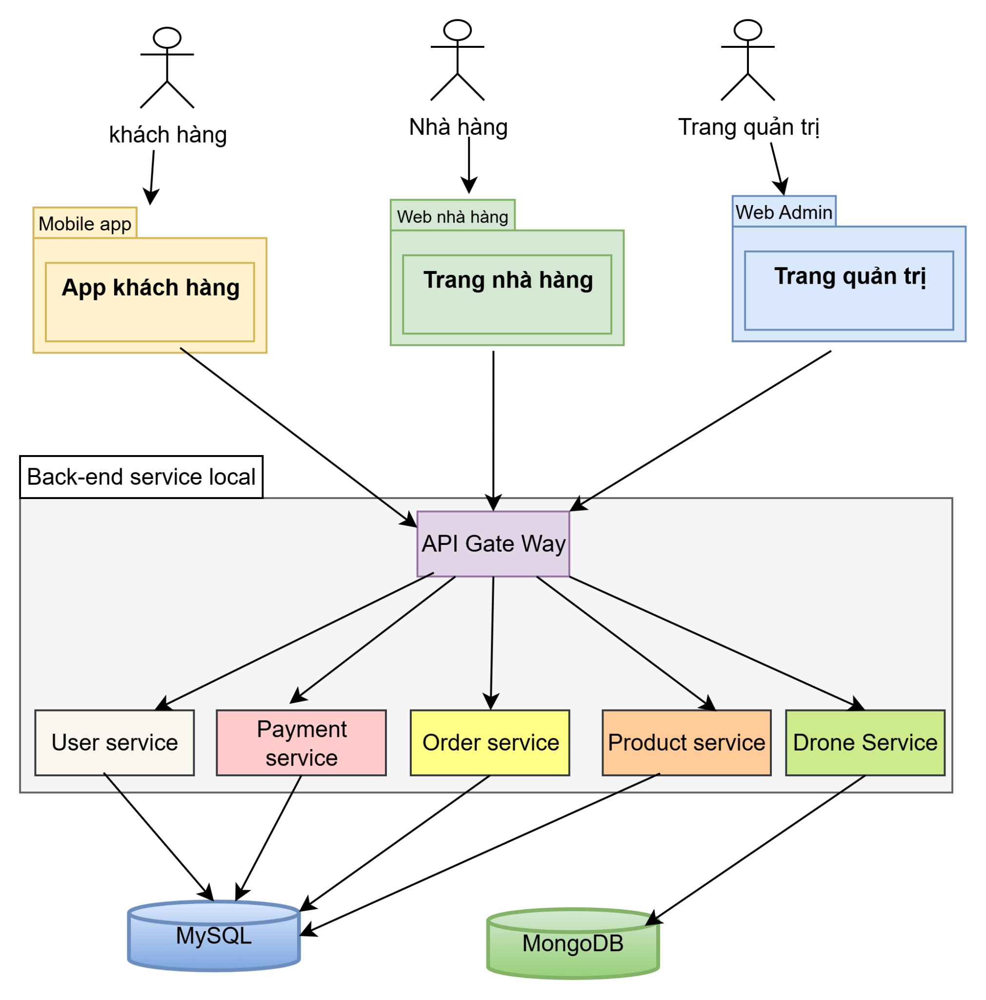 khách hàng
Nhà hàng
Trang quản trị
Mobile app
Web nhà hàng
Web Admin
App khách hàng
Trang nhà hàng
Trang quản trị
Back-end service local
API Gate Way
User service
Payment
service
Order service
Product service
Drone Service
MySQL
MongoDB